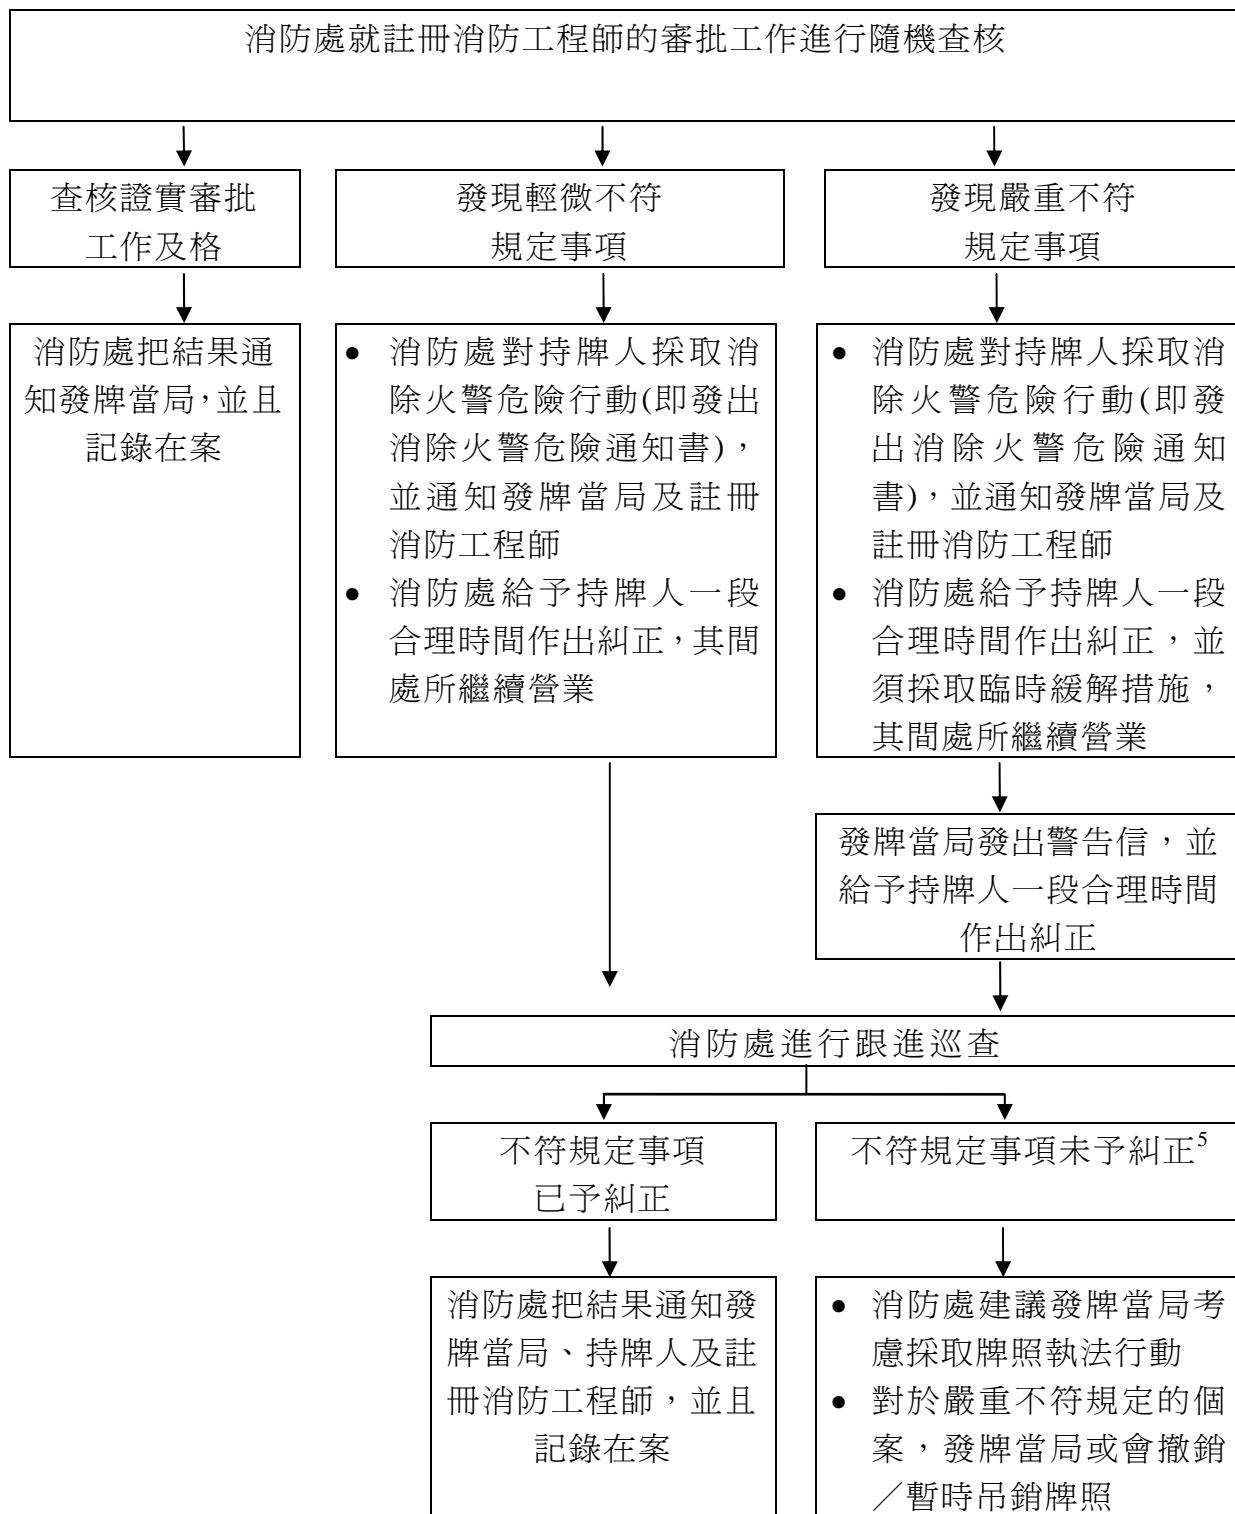 消防處就註冊消防工程師的審批工作進行隨機查核
查核證實審批
工作及格
發現輕微不符
規定事項
發現嚴重不符
規定事項
消防處把結果通
知發牌當局，並且
記錄在案
● 消防處對持牌人採取消
除火警危險行動(即發出
消除火警危險通知書)，
並通知發牌當局及註冊
消防工程師
● 消防處給予持牌人一段
合理時間作出糾正，其間
處所繼續營業
● 消防處對持牌人採取消
除火警危險行動(即發
出消除火警危險通知
書)，並通知發牌當局及
註冊消防工程師
● 消防處給予持牌人一段
合理時間作出糾正，並
須採取臨時緩解措施，
其間處所繼續營業
發牌當局發出警告信，並
給予持牌人一段合理時間
作出糾正
消防處進行跟進巡查
不符規定事項
已予糾正
不符規定事項未予糾正5
消防處把結果通知發
牌當局、持牌人及註
冊消防工程師，並且
記錄在案
● 消防處建議發牌當局考
慮採取牌照執法行動
● 對於嚴重不符規定的個
案，發牌當局或會撤銷
／暫時吊銷牌照